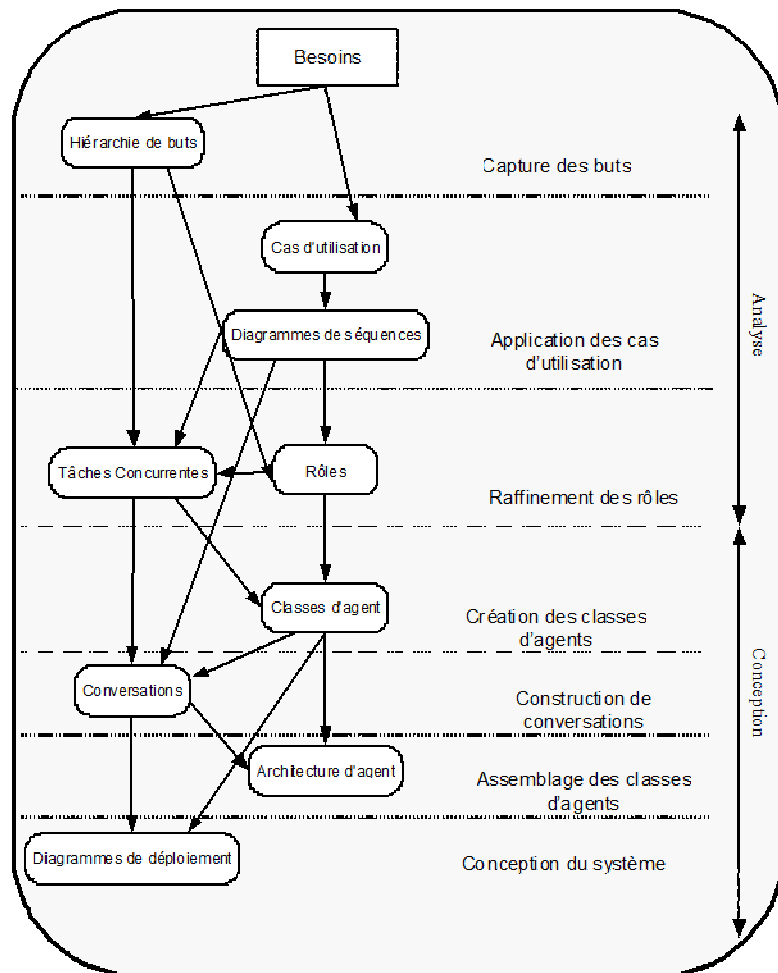 Besoins
Hiérarchie de buts
Capture des buts
Cas d'utilisation
Diagrammes de séquences
Application des cas
d'utilisation
Analyse
Tâches Concurrentes
Rôles
Raffinement des rôles
Classes d'agent
Création des classes
d'agents
Conversations
Construction de
conversations
Conception
Architecture d'agent
Assemblage des classes
d'agents
Diagrammes de déploiement
Conception du système